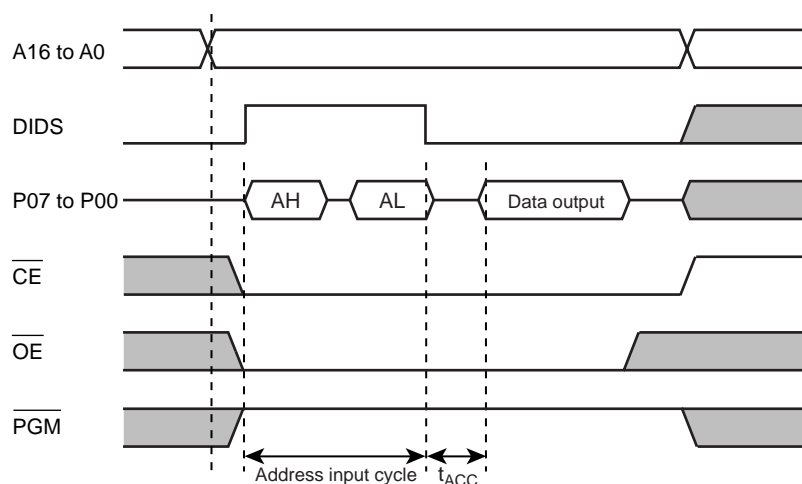 A16 to A0
DIDS
P07 to P00
AH
AL
Data output
CE
OE
PGM
Address input cycle
tACC